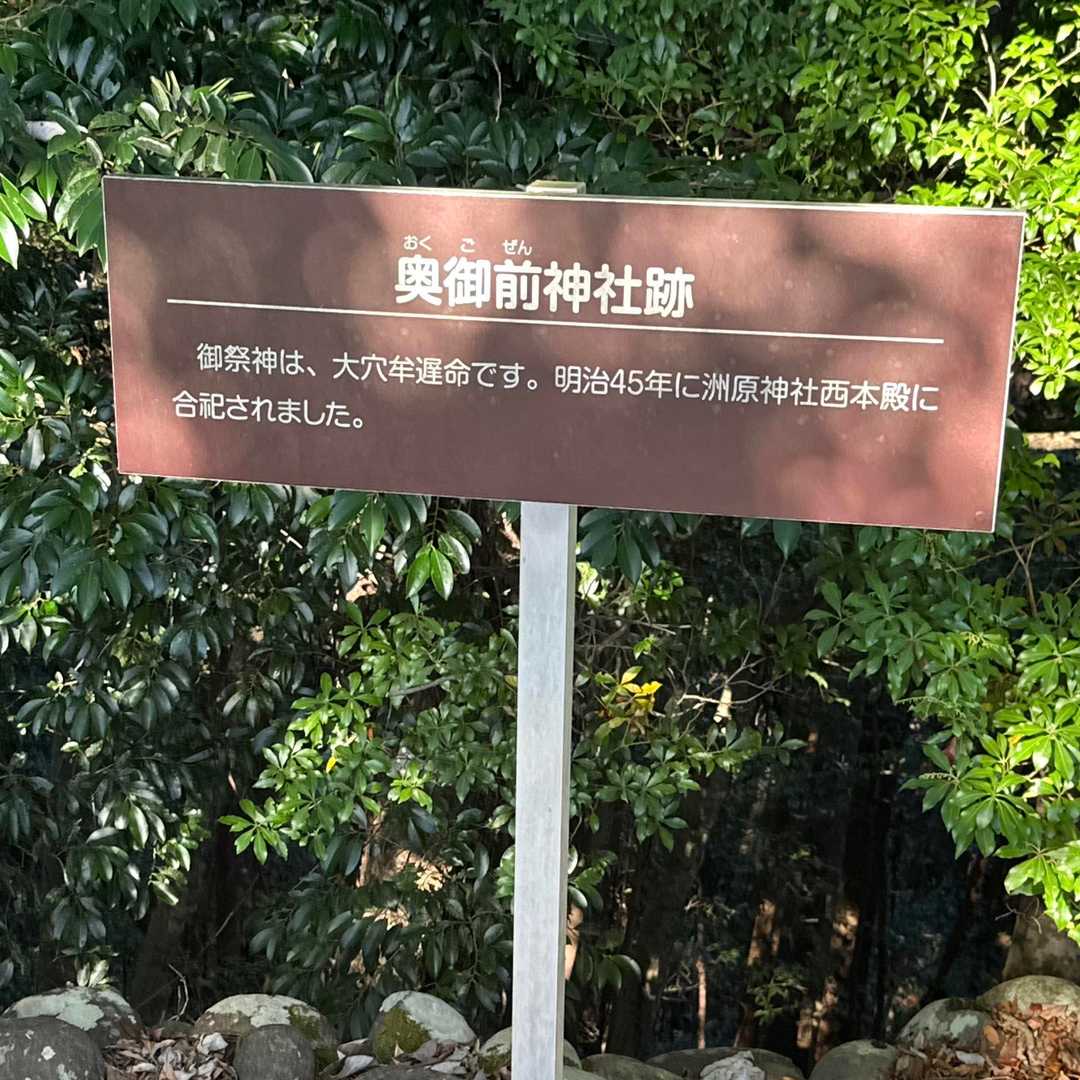 おくごぜん
奥御前神社跡
御祭神は、大穴牟遅命です。明治45年に洲原神社西本殿に
合祀されました。